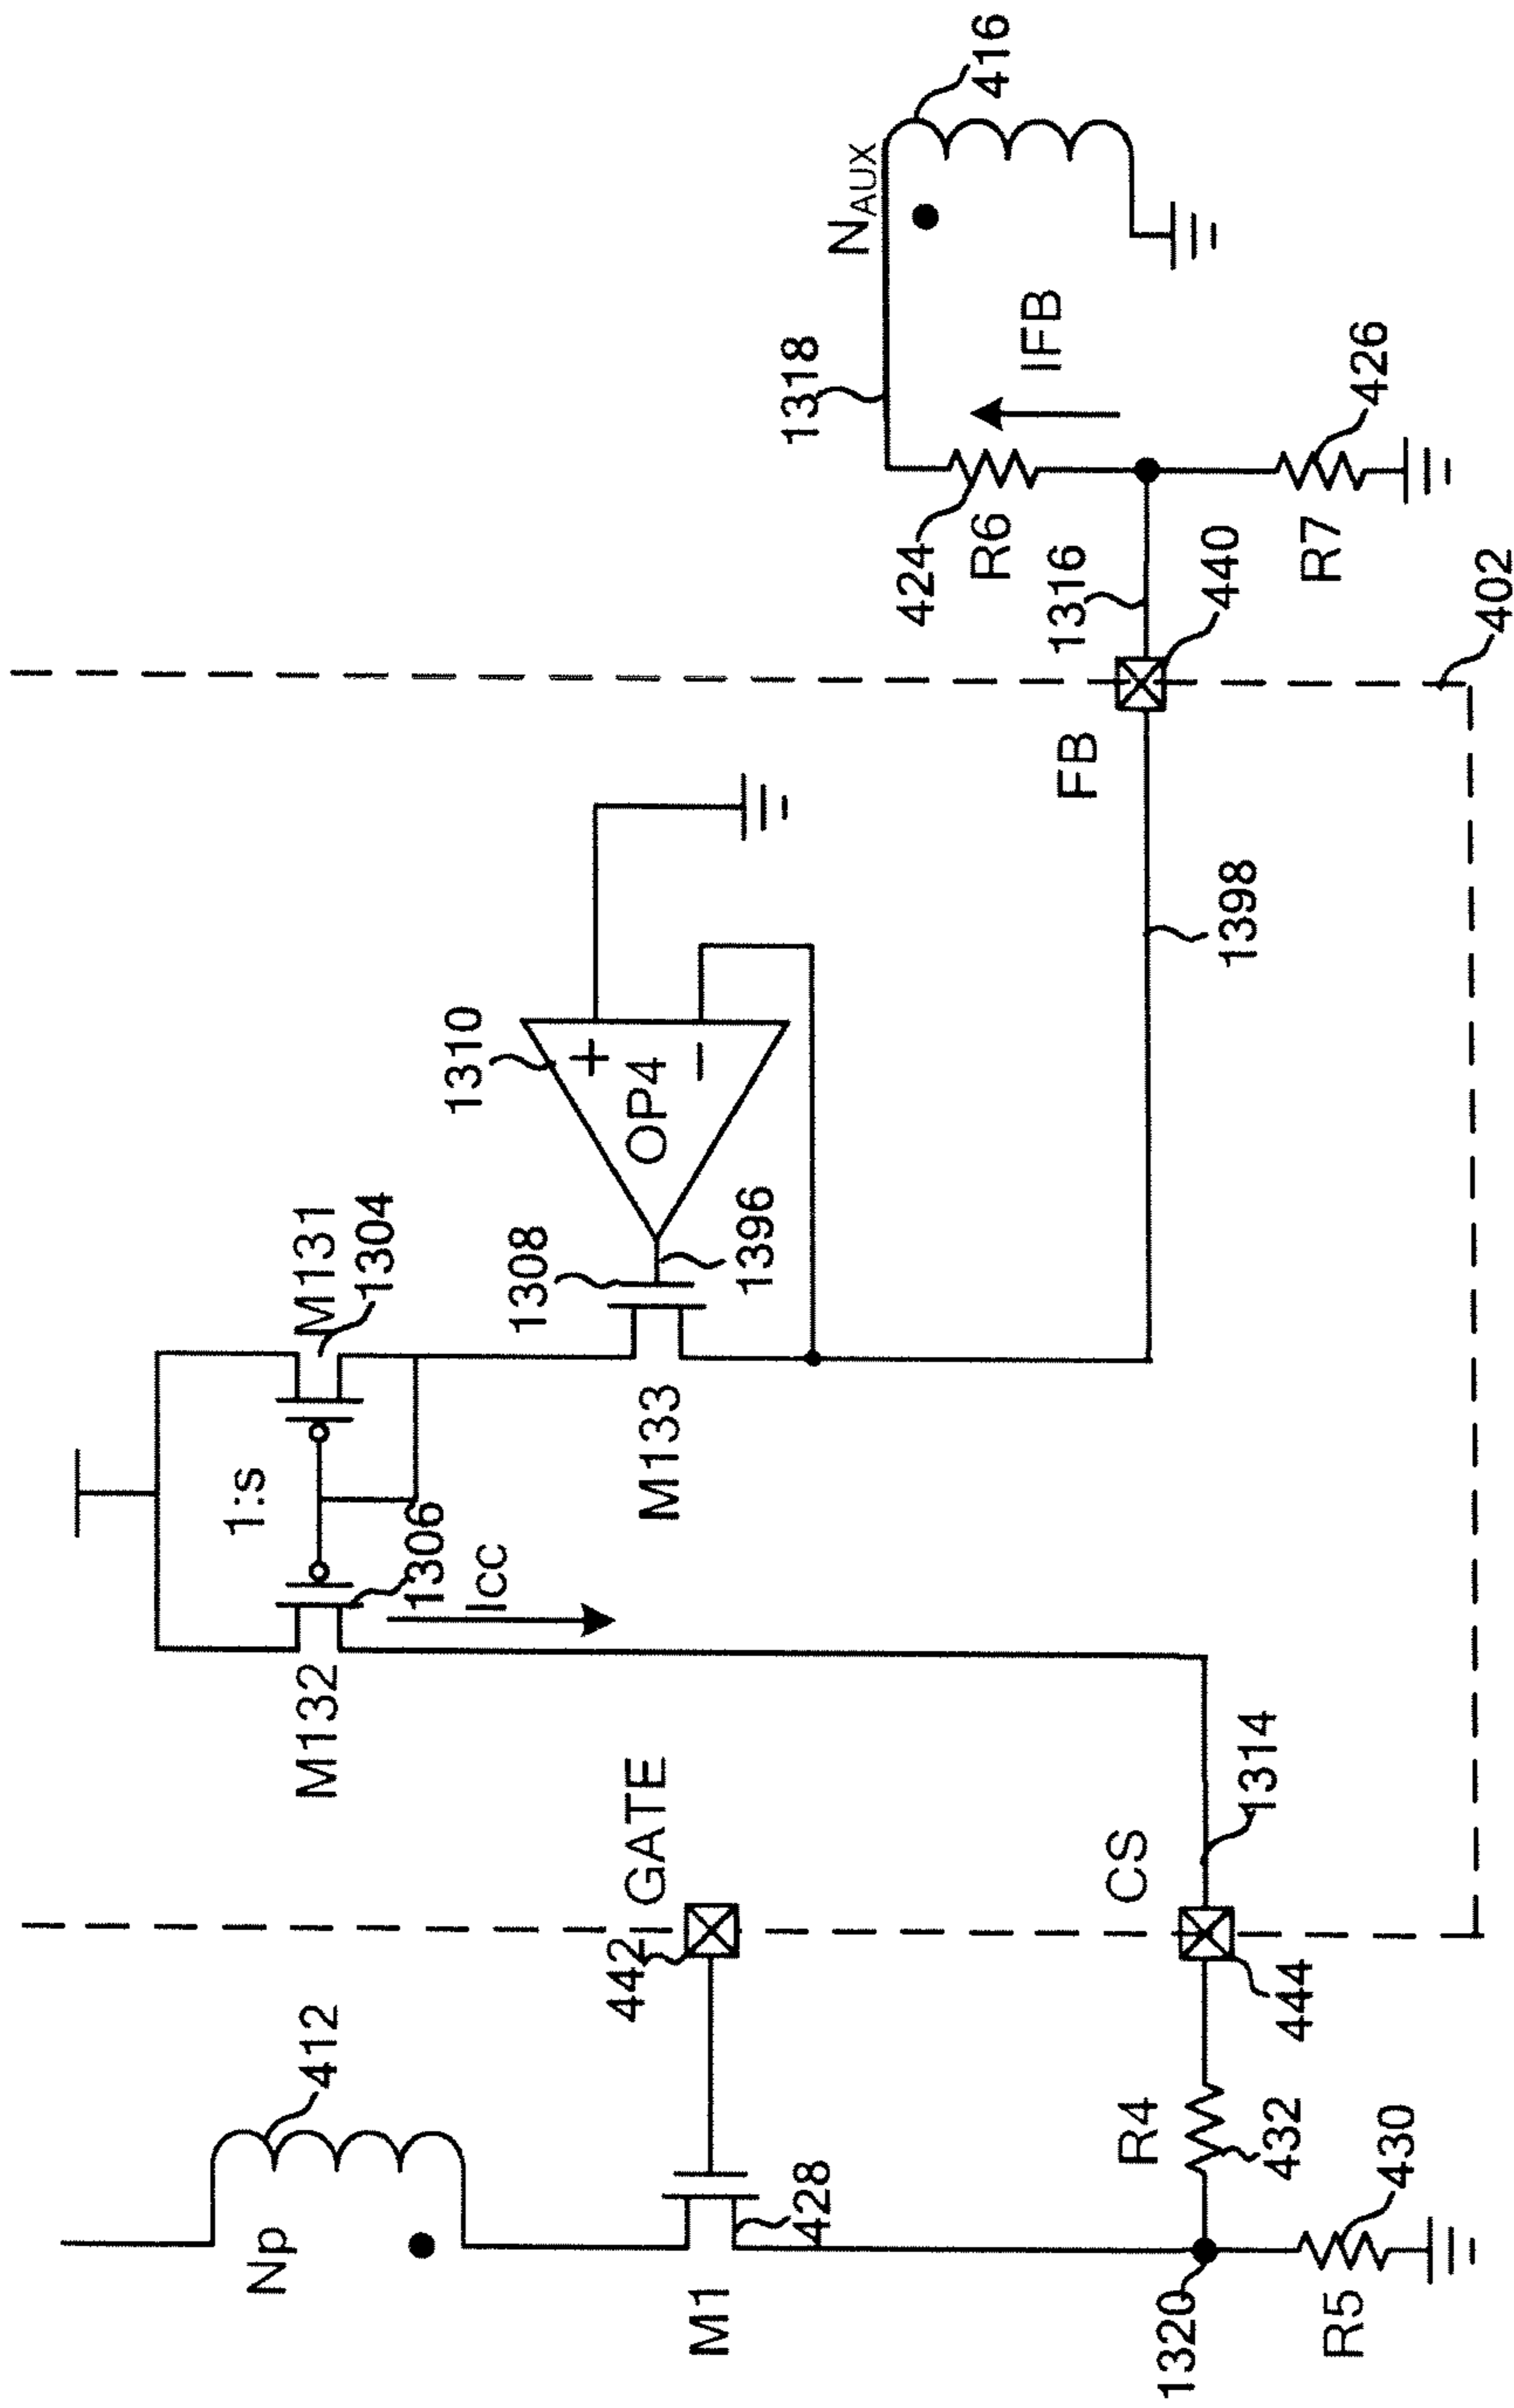 Np
412
M1
428
442
GATE
1320
R5
430
R4
432
444
CS
1314
M132
1306
Icc
1:s
M131
1304
M133
1308
1396
1310
OP4
+
−
1398
FB
440
1316
402
424
R6
R7
426
1318
IFB
NAUX
416